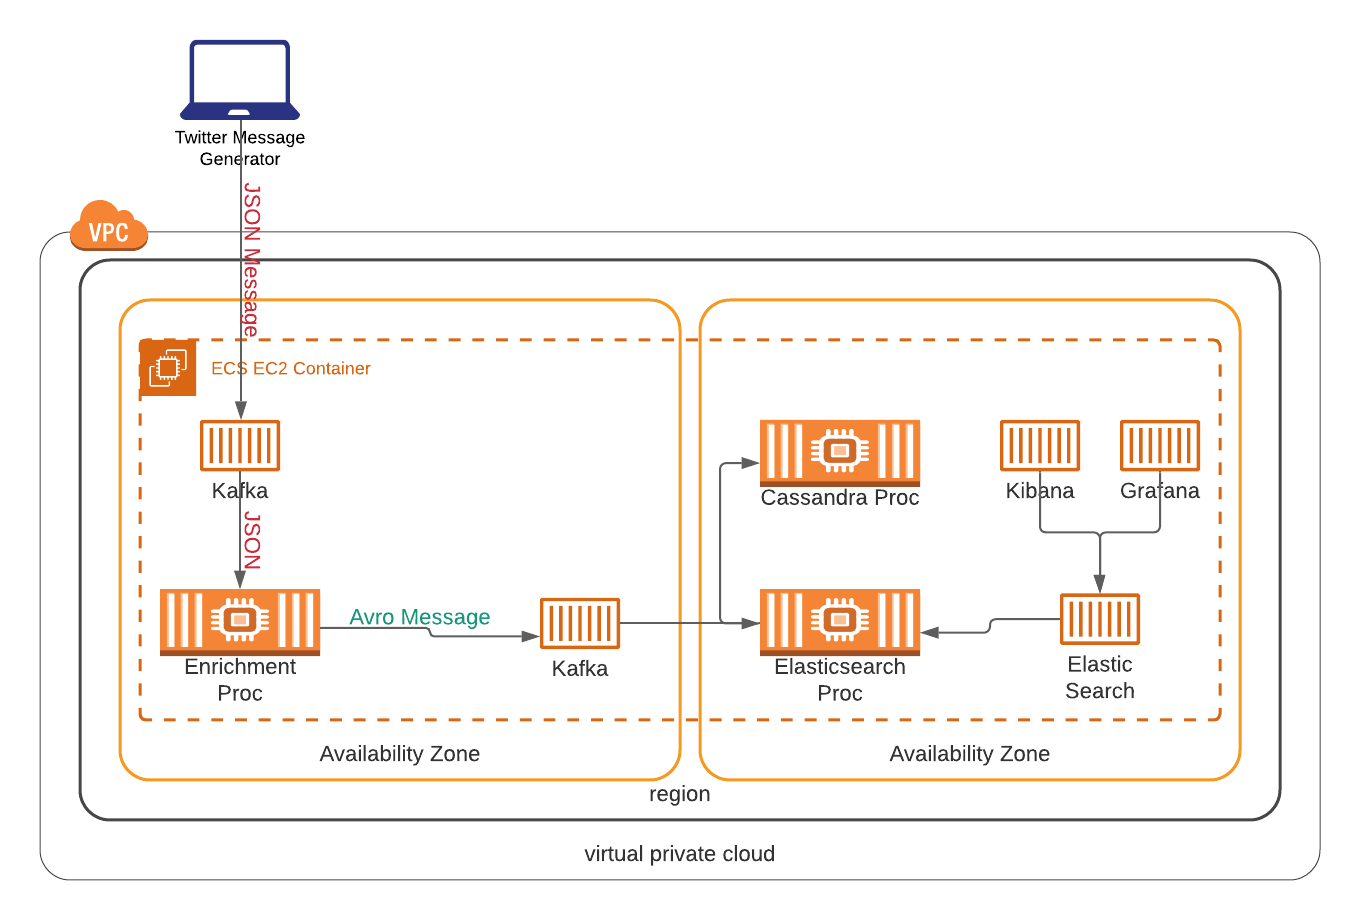 Twitter Message
Generator
JSON Message
VPC
ECS EC2 Container
Kafka
JSON
Enrichment
Proc
Avro Message
Kafka
Cassandra Proc
Elasticsearch
Proc
Kibana
Grafana
Elastic
Search
Availability Zone
Availability Zone
region
virtual private cloud